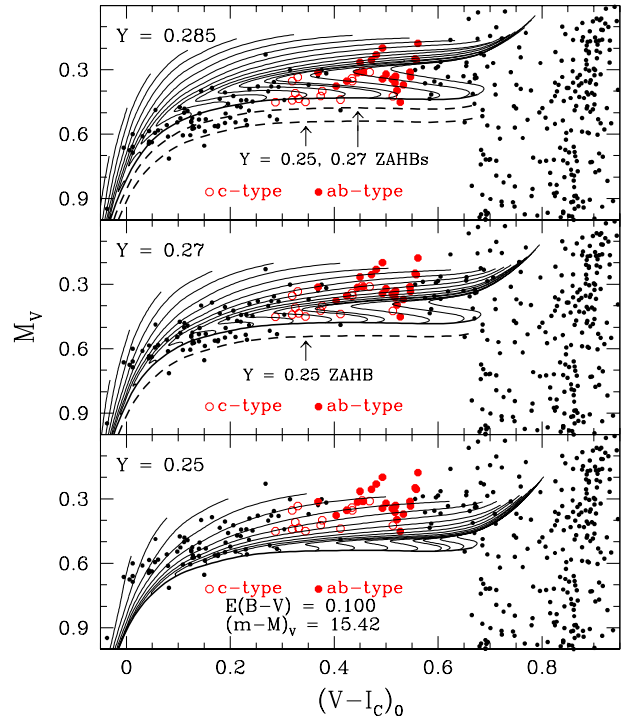 Y = 0.285
0.3
0.6
0.9
Y = 0.25, 0.27 ZAHBs
c-type ab-type
Y = 0.27
0.3
0.6
0.9
Y = 0.25 ZAHB
c-type ab-type
M_V
Y = 0.25
0.3
0.6
0.9
c-type ab-type
E(B-V) = 0.100
(m-M)_V = 15.42
0 0.2 0.4 0.6 0.8
(V-I_C)_0